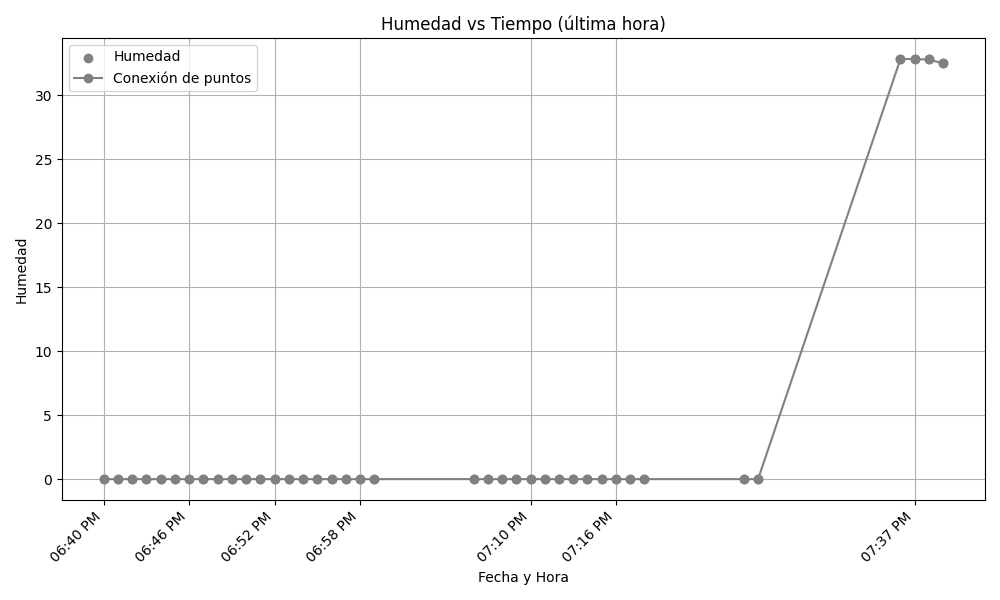 Humedad vs Tiempo (última hora)
Humedad
Conexión de puntos
Humedad
30
25
20
15
10
5
0
06:40 PM
06:46 PM
06:52 PM
06:58 PM
07:10 PM
07:16 PM
07:37 PM
Fecha y Hora